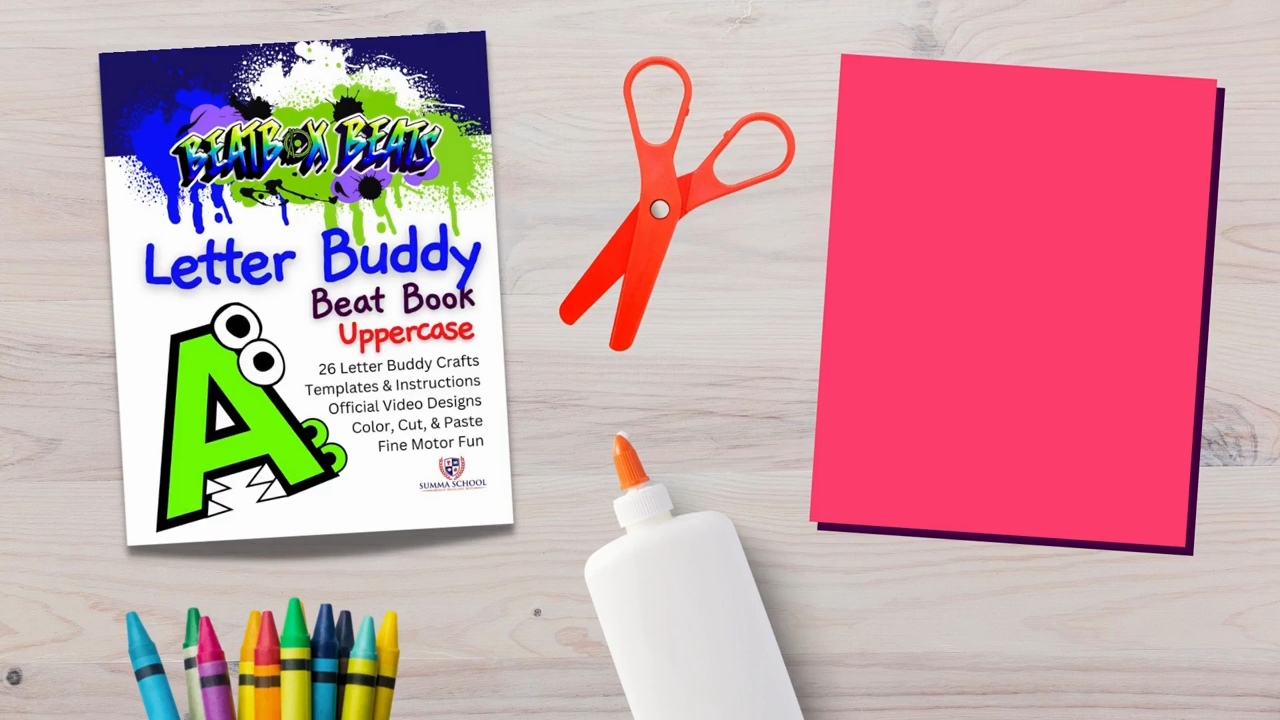 BEATBOX BEATS
Letter Buddy
Beat Book
Uppercase
26 Letter Buddy Crafts
Templates & Instructions
Official Video Designs
Color, Cut, & Paste
Fine Motor Fun
A
SUMMA SCHOOL